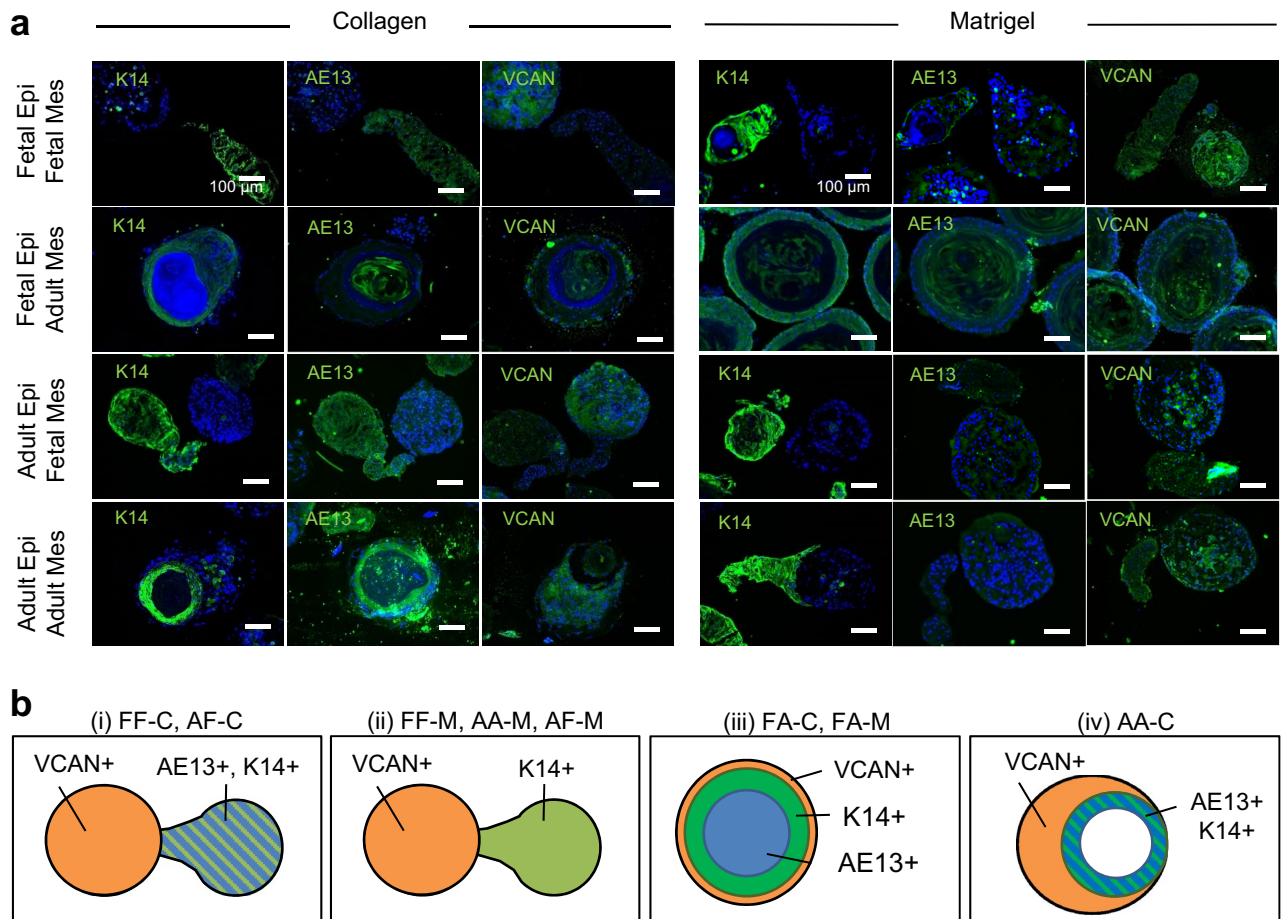 a
Collagen
Matrigel
Fetal Epi
Fetal Mes
K14
AE13
VCAN
100 µm
K14
AE13
VCAN
100 µm
Fetal Epi
Adult Mes
K14
AE13
VCAN
K14
AE13
VCAN
Adult Epi
Fetal Mes
K14
AE13
VCAN
K14
AE13
VCAN
Adult Epi
Adult Mes
K14
AE13
VCAN
K14
AE13
VCAN
b
(i) FF-C, AF-C
(ii) FF-M, AA-M, AF-M
(iii) FA-C, FA-M
(iv) AA-C
VCAN+
AE13+, K14+
VCAN+
K14+
VCAN+
K14+
AE13+
VCAN+
AE13+
K14+